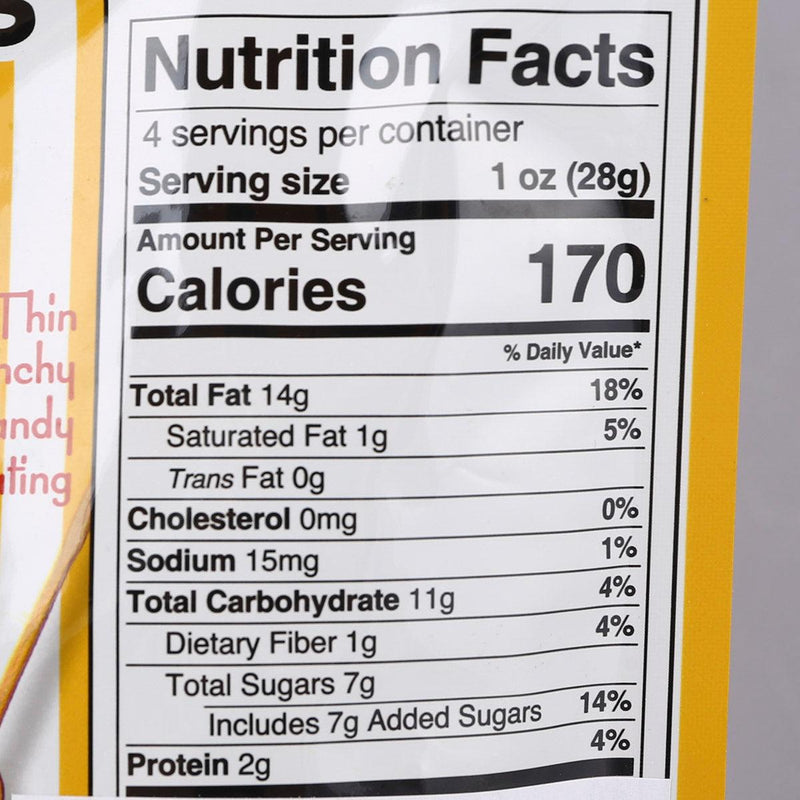 Nutrition Facts
4 servings per container
Serving size 1 oz (28g)
Amount Per Serving
Calories 170
% Daily Value*
Total Fat 14g 18%
Saturated Fat 1g 5%
Trans Fat 0g
Cholesterol 0mg 0%
Sodium 15mg 1%
Total Carbohydrate 11g 4%
Dietary Fiber 1g 4%
Total Sugars 7g
Includes 7g Added Sugars 14%
Protein 2g 4%
Thin